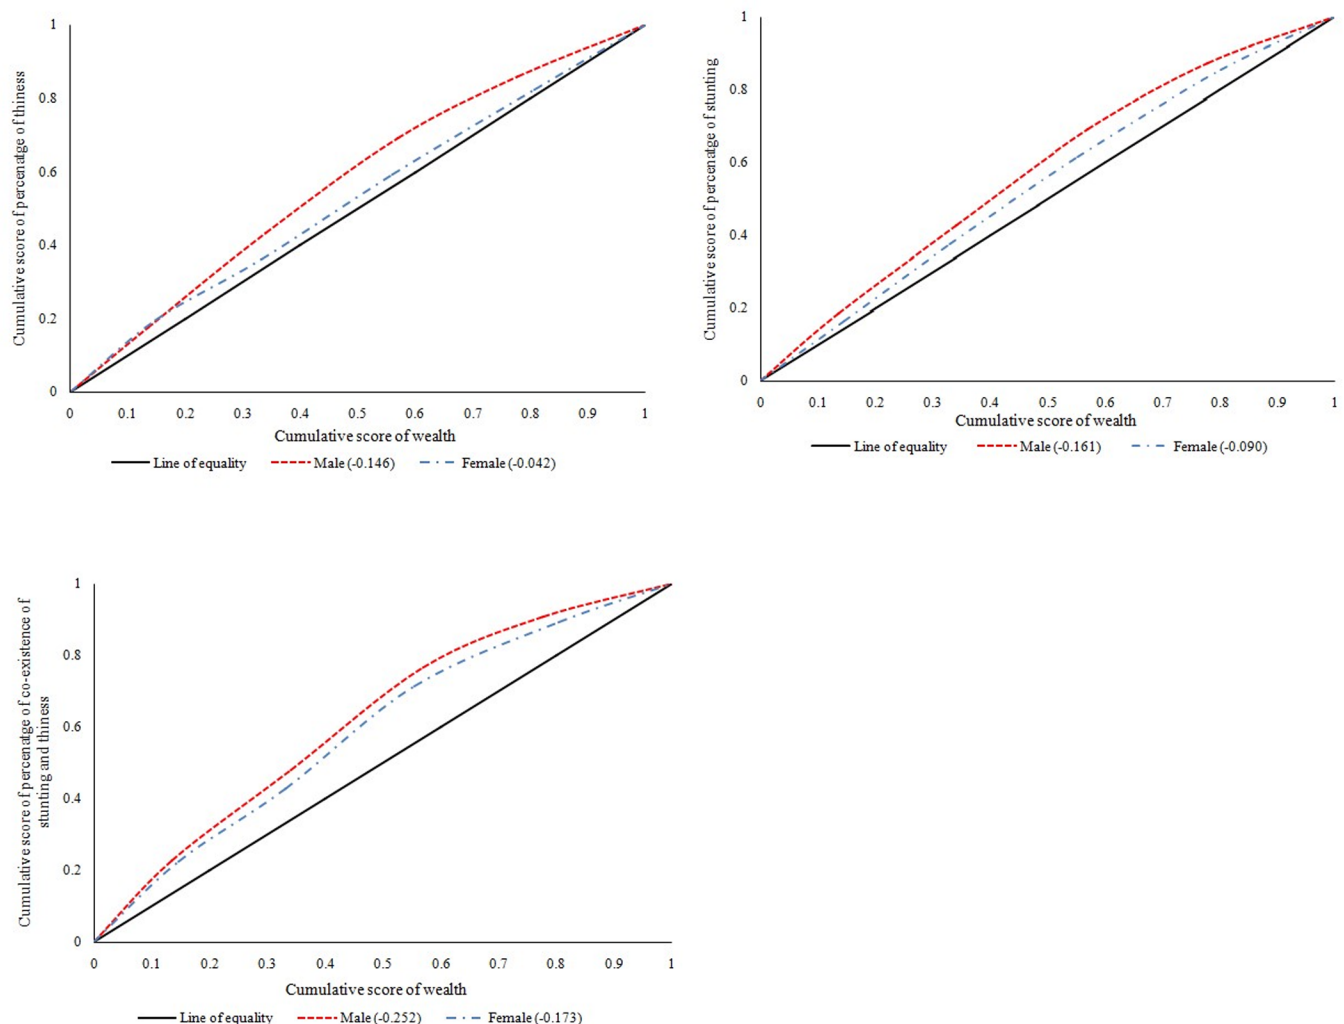 Cumulative score of percenatge of thiness
1
0.8
0.6
0.4
0.2
0
0 0.1 0.2 0.3 0.4 0.5 0.6 0.7 0.8 0.9 1
Cumulative score of wealth
Line of equality Male (-0.146) Female (-0.042)
Cumulative score of percenatge of stunting
1
0.8
0.6
0.4
0.2
0
0 0.1 0.2 0.3 0.4 0.5 0.6 0.7 0.8 0.9 1
Cumulative score of wealth
Line of equality Male (-0.161) Female (-0.090)
Cumulative score of percenatge of co-existence of
stunting and thiness
1
0.8
0.6
0.4
0.2
0
0 0.1 0.2 0.3 0.4 0.5 0.6 0.7 0.8 0.9 1
Cumulative score of wealth
Line of equality Male (-0.252) Female (-0.173)